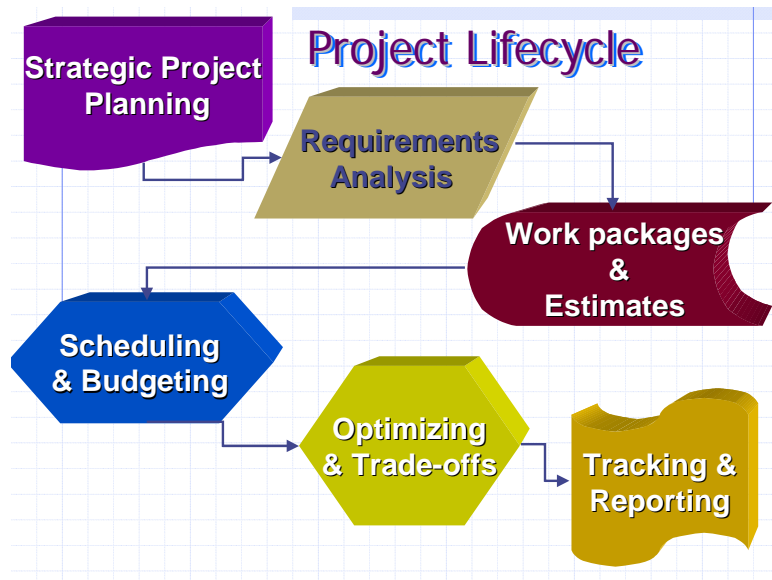 Project Lifecycle
Strategic Project
Planning
Requirements
Analysis
Work packages
&
Estimates
Scheduling
& Budgeting
Optimizing
& Trade-offs
Tracking &
Reporting